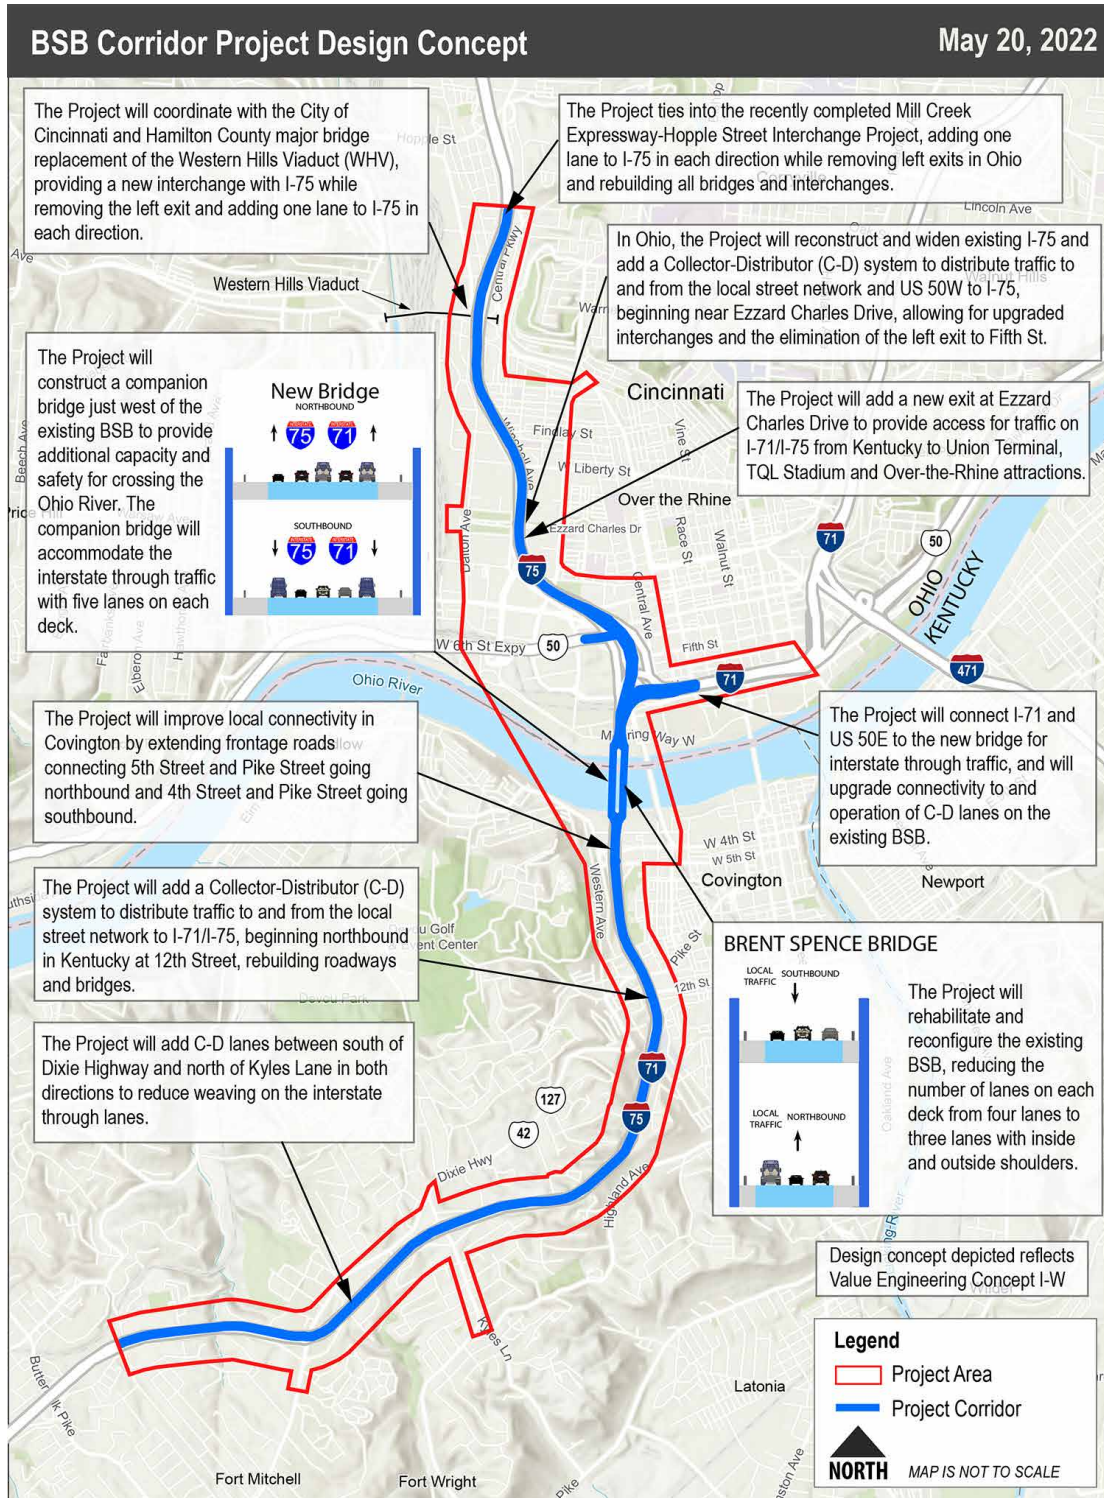 BSB Corridor Project Design Concept
May 20, 2022
The Project will coordinate with the City of
Cincinnati and Hamilton County major bridge
replacement of the Western Hills Viaduct (WHV),
providing a new interchange with I-75 while
removing the left exit and adding one lane to I-75 in
each direction.
Hopple St
The Project ties into the recently completed Mill Creek
Expressway-Hopple Street Interchange Project, adding one
lane to I-75 in each direction while removing left exits in Ohio
and rebuilding all bridges and interchanges.
Lincoln Ave
Ave
Central Pkwy
In Ohio, the Project will reconstruct and widen existing I-75 and
add a Collector-Distributor (C-D) system to distribute traffic to
and from the local street network and US 50W to I-75,
beginning near Ezzard Charles Drive, allowing for upgraded
interchanges and the elimination of the left exit to Fifth St.
Walnut Hills
Western Hills Viaduct
The Project will
construct a companion
bridge just west of the
existing BSB to provide
additional capacity and
safety for crossing the
Ohio River. The
companion bridge will
accommodate the
interstate through traffic
with five lanes on each
deck.
New Bridge
NORTHBOUND
75 71
SOUTHBOUND
75 71
Beech Ave
Elberon Ave
Cincinnati
The Project will add a new exit at Ezzard
Charles Drive to provide access for traffic on
I-71/I-75 from Kentucky to Union Terminal,
TQL Stadium and Over-the-Rhine attractions.
Winchell Ave
Findlay St
Vine St
W Liberty St
Over the Rhine
Dalton Ave
Ezzard Charles Dr
Race St
Walnut St
71
50
75
OHIO
KENTUCKY
Central Ave
W 6th St Expy
50
Fifth St
471
71
Ohio River
The Project will improve local connectivity in
Covington by extending frontage roads
connecting 5th Street and Pike Street going
northbound and 4th Street and Pike Street going
southbound.
The Project will connect I-71 and
US 50E to the new bridge for
interstate through traffic, and will
upgrade connectivity to and
operation of C-D lanes on the
existing BSB.
W 4th St
W 5th St
Covington
Newport
Western Ave
The Project will add a Collector-Distributor (C-D)
system to distribute traffic to and from the local
street network to I-71/I-75, beginning northbound
in Kentucky at 12th Street, rebuilding roadways
and bridges.
Devou Park
Pike St
12th St
BRENT SPENCE BRIDGE
LOCAL
TRAFFIC
SOUTHBOUND
LOCAL
TRAFFIC
NORTHBOUND
The Project will
rehabilitate and
reconfigure the existing
BSB, reducing the
number of lanes on each
deck from four lanes to
three lanes with inside
and outside shoulders.
Oakland Ave
The Project will add C-D lanes between south of
Dixie Highway and north of Kyles Lane in both
directions to reduce weaving on the interstate
through lanes.
71
127
75
42
Dixie Hwy
Highland Ave
Design concept depicted reflects
Value Engineering Concept I-W
Wilder
Kyles Ln
Latonia
Fort Mitchell
Fort Wright
Pike
Legend
Project Area
Project Corridor
NORTH
MAP IS NOT TO SCALE